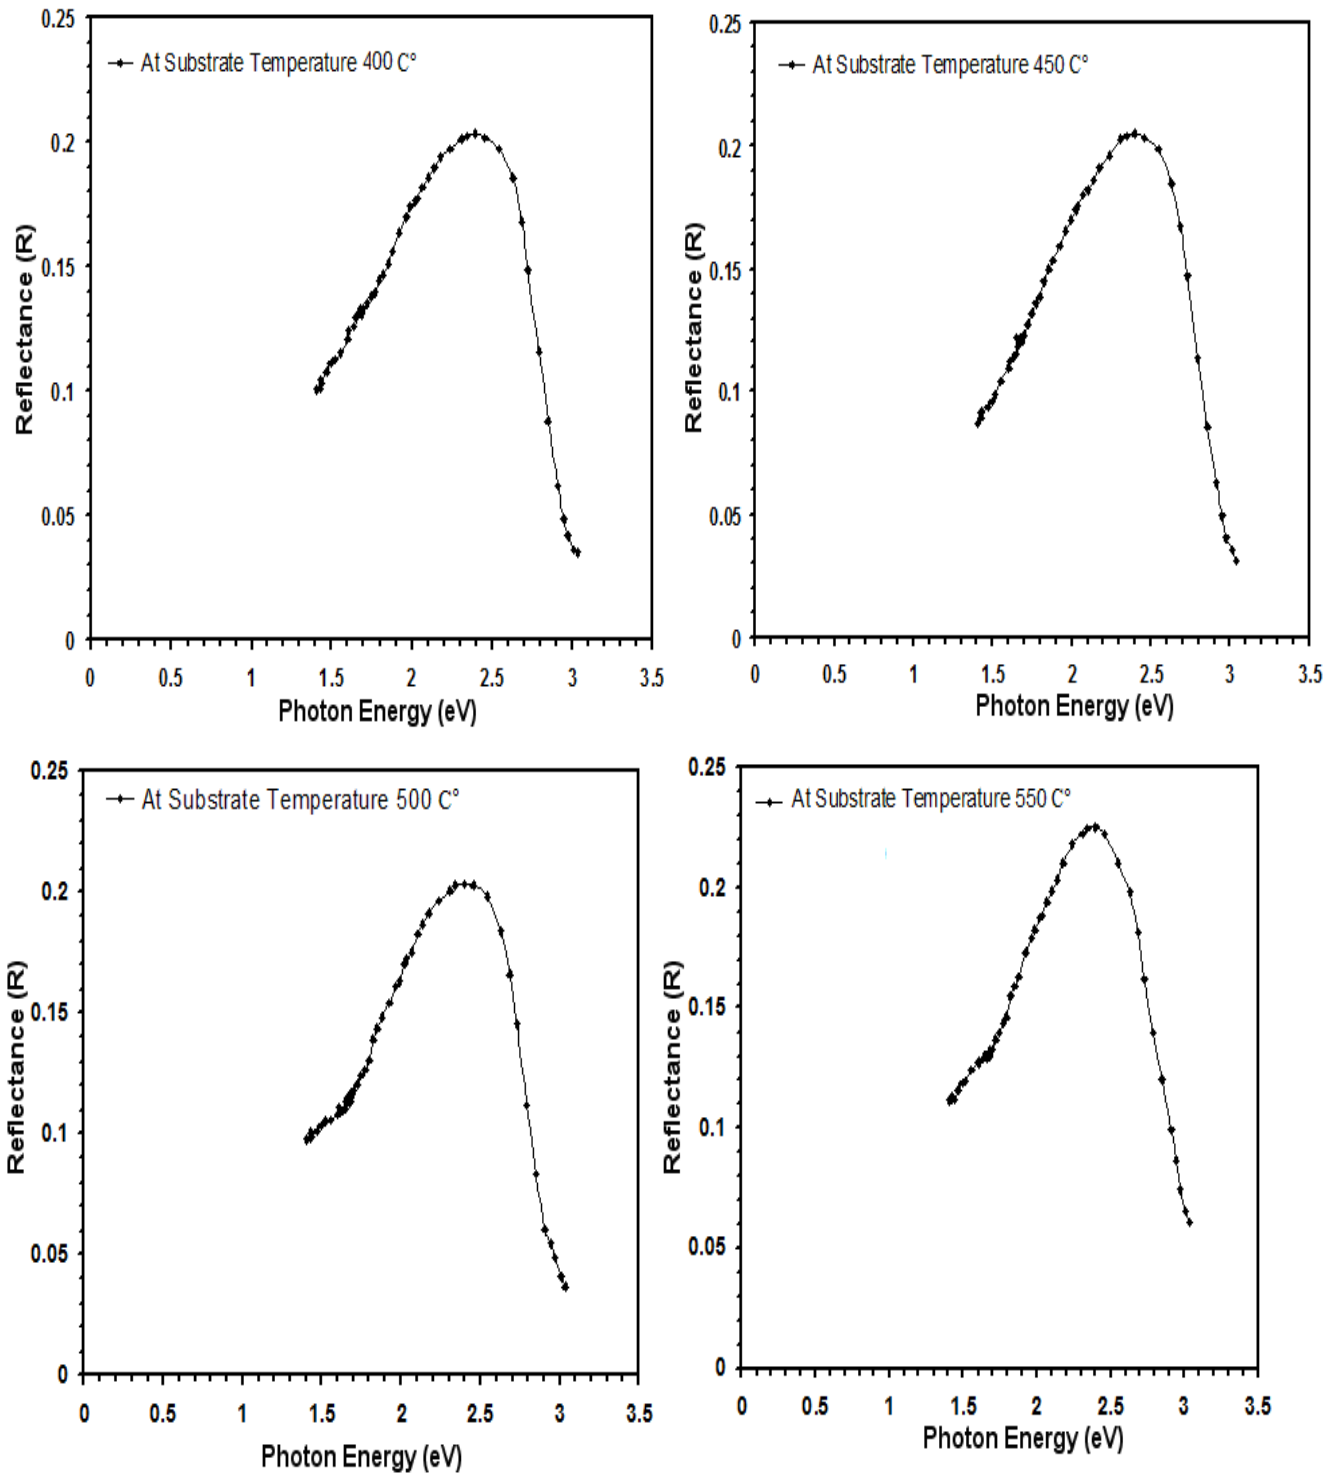 0.25
At Substrate Temperature 400 C°
0.2
0.15
0.1
0.05
0
Reflectance (R)
0 0.5 1 1.5 2 2.5 3 3.5
Photon Energy (eV)
0.25
At Substrate Temperature 450 C°
0.2
0.15
0.1
0.05
0
Reflectance (R)
0 0.5 1 1.5 2 2.5 3 3.5
Photon Energy (eV)
0.25
At Substrate Temperature 500 C°
0.2
0.15
0.1
0.05
0
Reflectance (R)
0 0.5 1 1.5 2 2.5 3 3.5
Photon Energy (eV)
0.25
At Substrate Temperature 550 C°
0.2
0.15
0.1
0.05
0
Reflectance (R)
0 0.5 1 1.5 2 2.5 3 3.5
Photon Energy (eV)